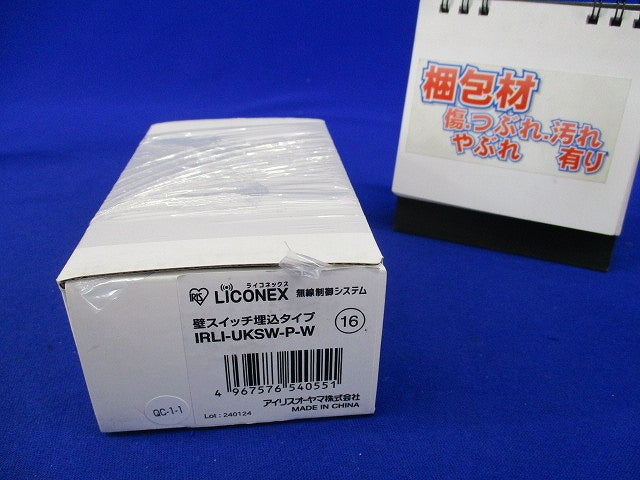 梱包材
傷、つぶれ、汚れ
やぶれ 有り
ライコネックス
IRIS LICONEX 無線制御システム
壁スイッチ埋込タイプ
IRLI-UKSW-P-W
16
4 967576 540551
QC-1-1
Lot : 240124
アイリスオーヤマ株式会社
MADE IN CHINA